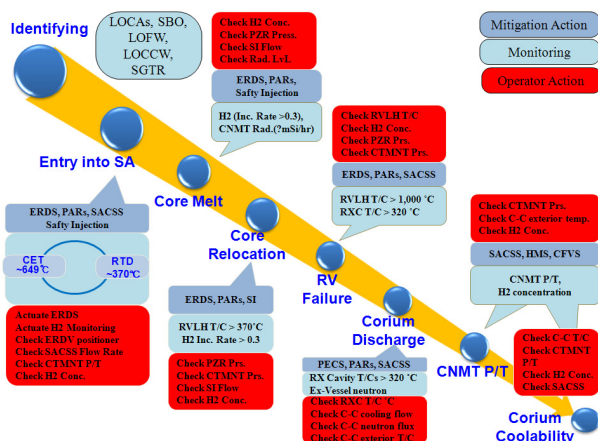 Identifying
LOCAs, SBO,
LOFW,
LOCCW,
SGTR
Check H2 Conc.
Check PZR Press.
Check SI Flow
Check Rad. LvL
ERDS, PARs,
Safty Injection
H2 (Inc. Rate >0.3),
CNMT Rad.(?mSi/hr)
Mitigation Action
Monitoring
Operator Action
Entry into SA
ERDS, PARs, SACSS
Safty Injection
CET
~649℃
RTD
~370℃
Actuate ERDS
Actuate H2 Monitoring
Check ERDV positioner
Check SACSS Flow Rate
Check CTMNT P/T
Check H2 Conc.
Core Melt
Core
Relocation
ERDS, PARs, SI
RVLH T/C > 370℃
H2 Inc. Rate > 0.3
Check PZR Prs.
Check CTMNT Prs.
Check SI Flow
Check H2 Conc.
Check RVLH T/C
Check H2 Conc.
Check PZR Prs.
Check CTMNT Prs.
ERDS, PARs, SACSS
RVLH T/C > 1,000 ℃
RXC T/C > 320 ℃
RV
Failure
Corium
Discharge
PECS, PARs, SACSS
RX Cavity T/Cs > 320 ℃
Ex-Vessel neutron
Check RXC T/C ℃
Check C-C cooling flow
Check C-C neutron flux
Check C-C exterior T/C
Check CTMNT Prs.
Check C-C exterior temp.
Check H2 Conc.
SACSS, HMS, CFVS
CNMT P/T,
H2 concentration
CNMT P/T
Check C-C T/C
Check CTMNT
P/T
Check H2 Conc.
Check SACSS
Corium
Coolability